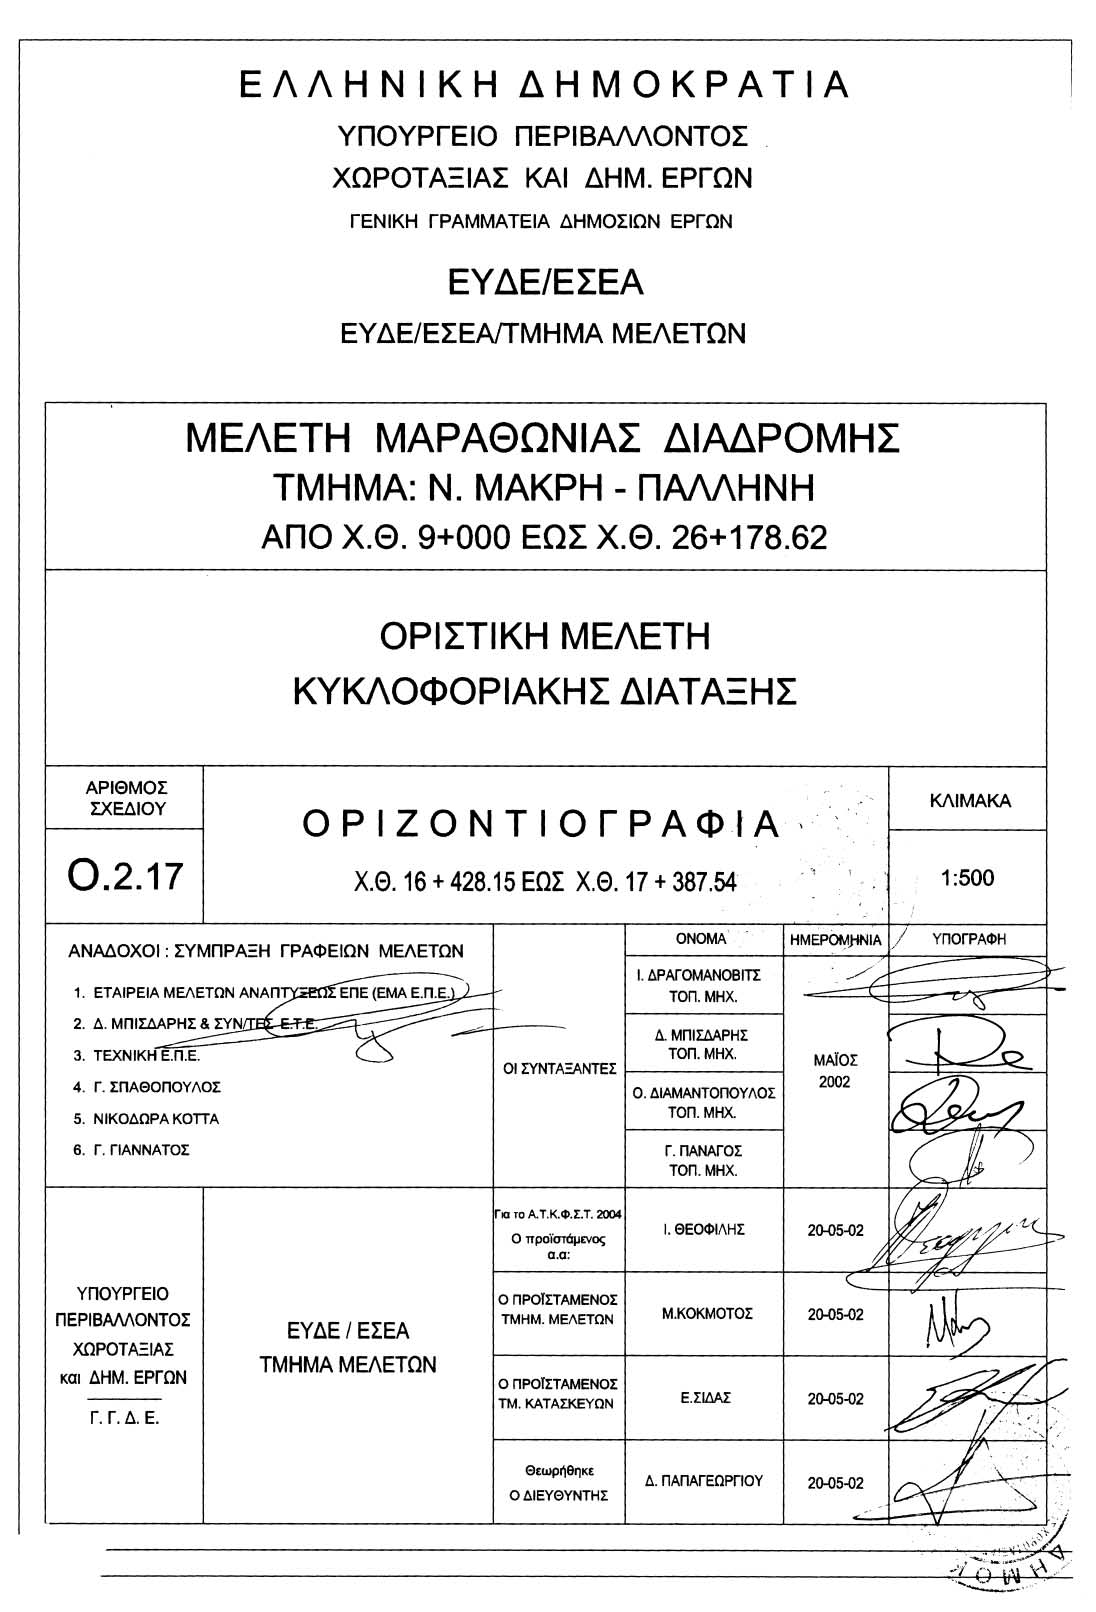 ΕΛΛΗΝΙΚΗ ΔΗΜΟΚΡΑΤΙΑ
ΥΠΟΥΡΓΕΙΟ ΠΕΡΙΒΑΛΛΟΝΤΟΣ
ΧΩΡΟΤΑΞΙΑΣ ΚΑΙ ΔΗΜ. ΕΡΓΩΝ
ΓΕΝΙΚΗ ΓΡΑΜΜΑΤΕΙΑ ΔΗΜΟΣΙΩΝ ΕΡΓΩΝ
ΕΥΔΕ/ΕΣΕΑ
ΕΥΔΕ/ΕΣΕΑ/ΤΜΗΜΑ ΜΕΛΕΤΩΝ
ΜΕΛΕΤΗ ΜΑΡΑΘΩΝΙΑΣ ΔΙΑΔΡΟΜΗΣ
ΤΜΗΜΑ: Ν. ΜΑΚΡΗ - ΠΑΛΛΗΝΗ
ΑΠΟ Χ.Θ. 9+000 ΕΩΣ Χ.Θ. 26+178.62
ΟΡΙΣΤΙΚΗ ΜΕΛΕΤΗ
ΚΥΚΛΟΦΟΡΙΑΚΗΣ ΔΙΑΤΑΞΗΣ
ΑΡΙΘΜΟΣ
ΣΧΕΔΙΟΥ
Ο.2.17
ΟΡΙΖΟΝΤΙΟΓΡΑΦΙΑ
Χ.Θ. 16 + 428.15 ΕΩΣ Χ.Θ. 17 + 387.54
ΚΛΙΜΑΚΑ
1:500
ΑΝΑΔΟΧΟΙ : ΣΥΜΠΡΑΞΗ ΓΡΑΦΕΙΩΝ ΜΕΛΕΤΩΝ
1. ΕΤΑΙΡΕΙΑ ΜΕΛΕΤΩΝ ΑΝΑΠΤΥΞΕΩΣ ΕΠΕ (ΕΜΑ Ε.Π.Ε.)
2. Δ. ΜΠΙΣΔΑΡΗΣ & ΣΥΝ/ΤΕΣ Ε.Τ.Ε.
3. ΤΕΧΝΙΚΗ Ε.Π.Ε.
4. Γ. ΣΠΑΘΟΠΟΥΛΟΣ
5. ΝΙΚΟΔΩΡΑ ΚΟΤΤΑ
6. Γ. ΓΙΑΝΝΑΤΟΣ
ΟΙ ΣΥΝΤΑΞΑΝΤΕΣ
ΟΝΟΜΑ
ΗΜΕΡΟΜΗΝΙΑ
ΥΠΟΓΡΑΦΗ
Ι. ΔΡΑΓΟΜΑΝΟΒΙΤΣ
ΤΟΠ. ΜΗΧ.
Δ. ΜΠΙΣΔΑΡΗΣ
ΤΟΠ. ΜΗΧ.
Ο. ΔΙΑΜΑΝΤΟΠΟΥΛΟΣ
ΤΟΠ. ΜΗΧ.
Γ. ΠΑΝΑΓΟΣ
ΤΟΠ. ΜΗΧ.
ΜΑΪΟΣ
2002
ΥΠΟΥΡΓΕΙΟ
ΠΕΡΙΒΑΛΛΟΝΤΟΣ
ΧΩΡΟΤΑΞΙΑΣ
και ΔΗΜ. ΕΡΓΩΝ
Γ. Γ. Δ. Ε.
ΕΥΔΕ / ΕΣΕΑ
ΤΜΗΜΑ ΜΕΛΕΤΩΝ
Για το Α.Τ.Κ.Φ.Σ.Τ. 2004
Ο προϊστάμενος
α.α:
Ι. ΘΕΟΦΙΛΗΣ
20-05-02
Ο ΠΡΟΪΣΤΑΜΕΝΟΣ
ΤΜΗΜ. ΜΕΛΕΤΩΝ
Μ.ΚΟΚΜΟΤΟΣ
20-05-02
Ο ΠΡΟΪΣΤΑΜΕΝΟΣ
ΤΜ. ΚΑΤΑΣΚΕΥΩΝ
Ε.ΣΙΔΑΣ
20-05-02
Θεωρήθηκε
Ο ΔΙΕΥΘΥΝΤΗΣ
Δ. ΠΑΠΑΓΕΩΡΓΙΟΥ
20-05-02